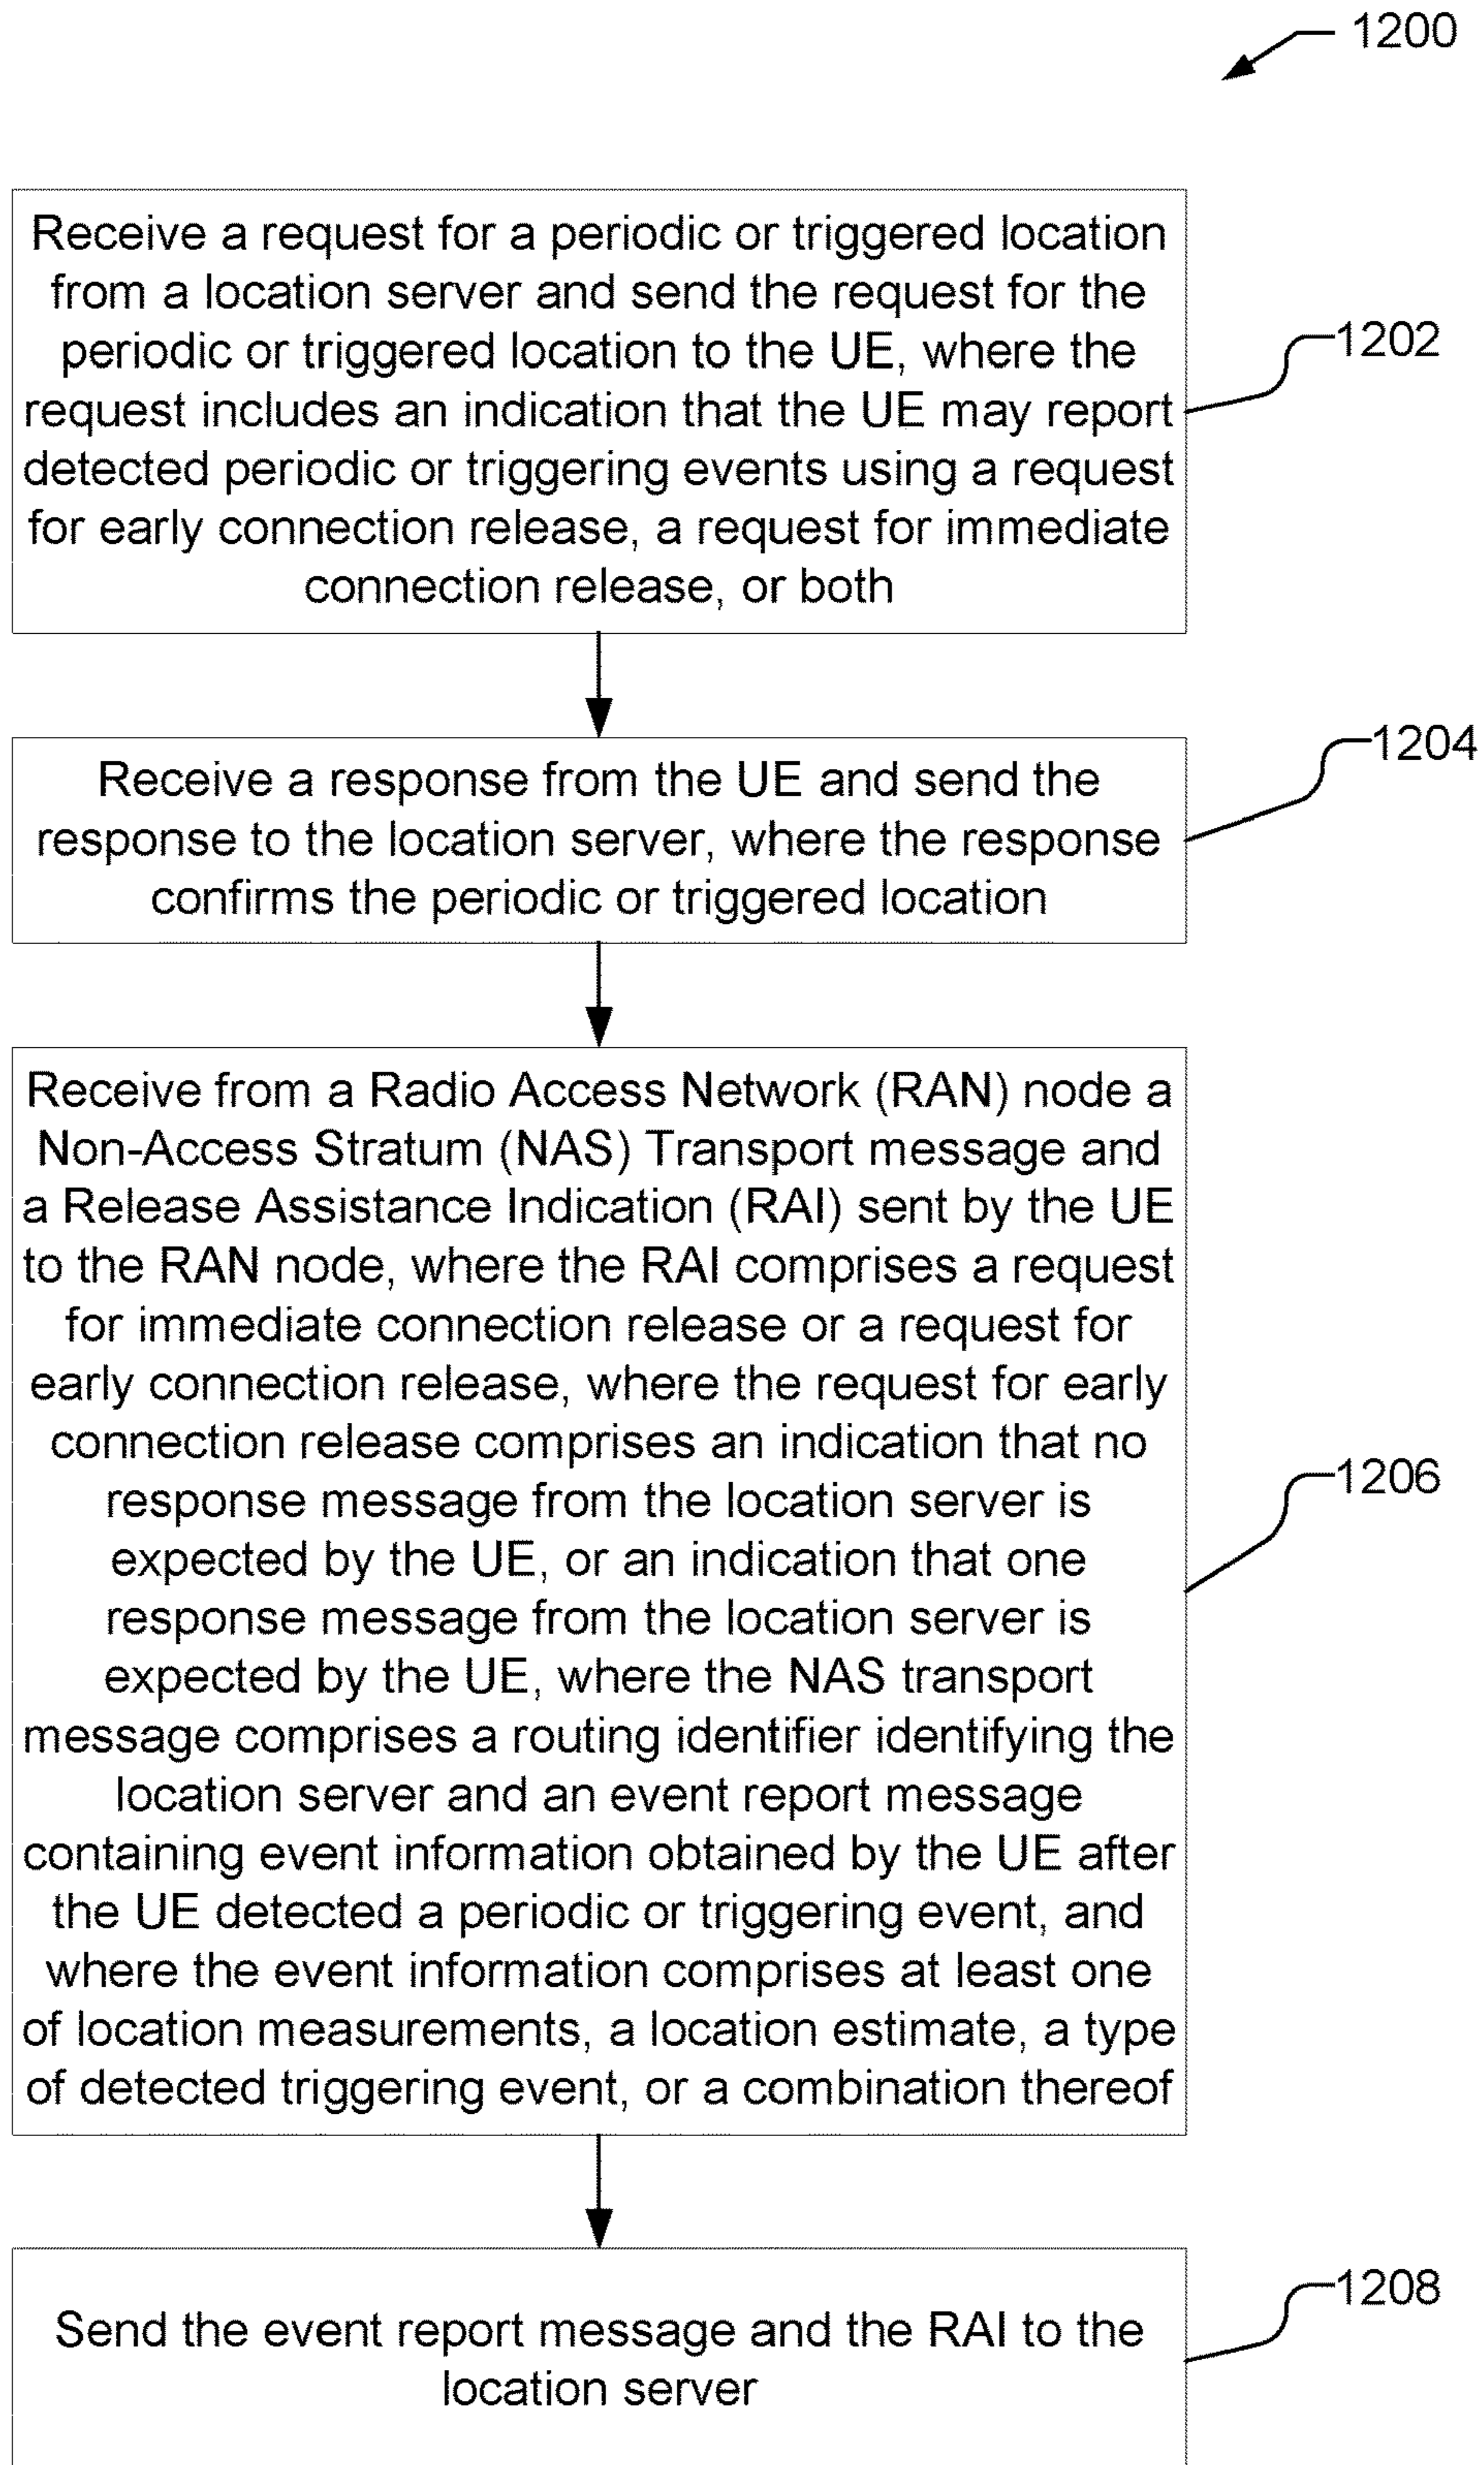 1200
Receive a request for a periodic or triggered location
from a location server and send the request for the
periodic or triggered location to the UE, where the
request includes an indication that the UE may report
detected periodic or triggering events using a request
for early connection release, a request for immediate
connection release, or both
1202
Receive a response from the UE and send the
response to the location server, where the response
confirms the periodic or triggered location
1204
Receive from a Radio Access Network (RAN) node a
Non-Access Stratum (NAS) Transport message and
a Release Assistance Indication (RAI) sent by the UE
to the RAN node, where the RAI comprises a request
for immediate connection release or a request for
early connection release, where the request for early
connection release comprises an indication that no
response message from the location server is
expected by the UE, or an indication that one
response message from the location server is
expected by the UE, where the NAS transport
message comprises a routing identifier identifying the
location server and an event report message
containing event information obtained by the UE after
the UE detected a periodic or triggering event, and
where the event information comprises at least one
of location measurements, a location estimate, a type
of detected triggering event, or a combination thereof
1206
Send the event report message and the RAI to the
location server
1208